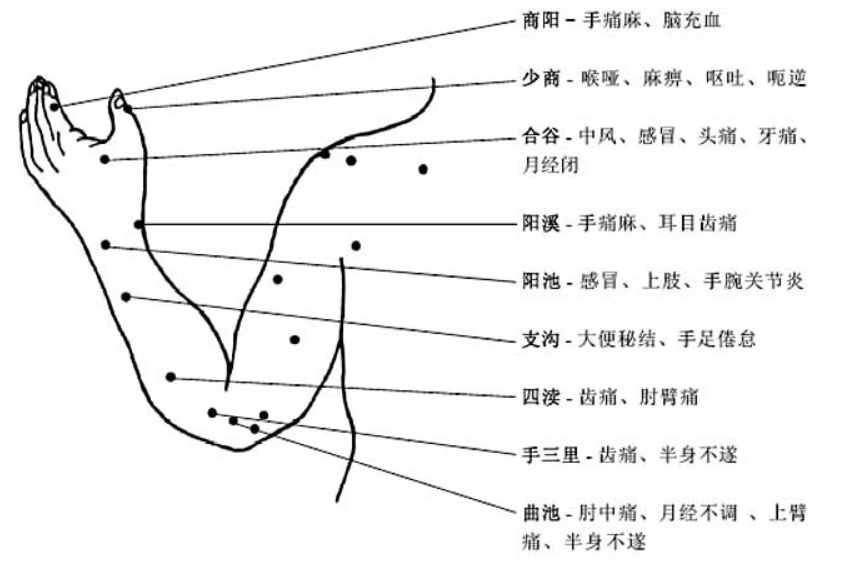 商阳 - 手痛麻、脑充血
少商 - 喉哑、麻痹、呕吐、呃逆
合谷 - 中风、感冒、头痛、牙痛、
月经闭
阳溪 - 手痛麻、耳目齿痛
阳池 - 感冒、上肢、手腕关节炎
支沟 - 大便秘结、手足倦怠
四渎 - 齿痛、肘臂痛
手三里 - 齿痛、半身不遂
曲池 - 肘中痛、月经不调 、上臂
痛、半身不遂